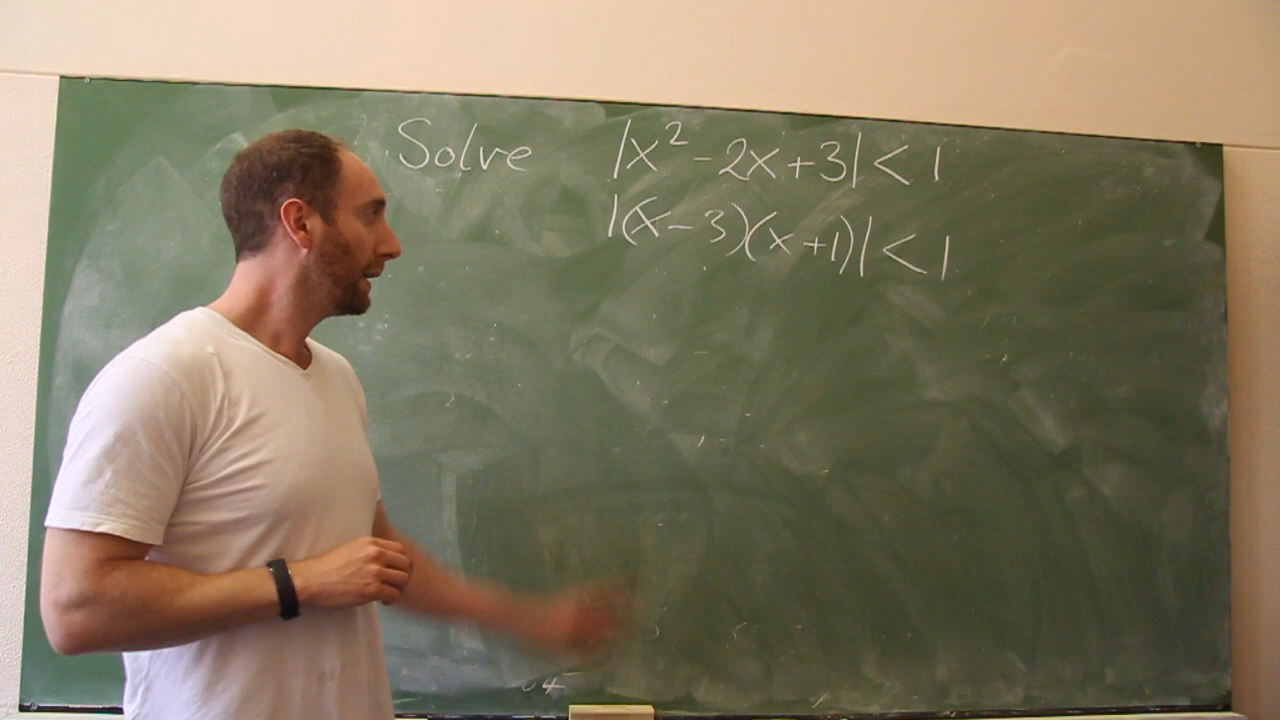 Solve |x² - 2x + 3| < 1
|(x - 3)(x + 1)| < 1